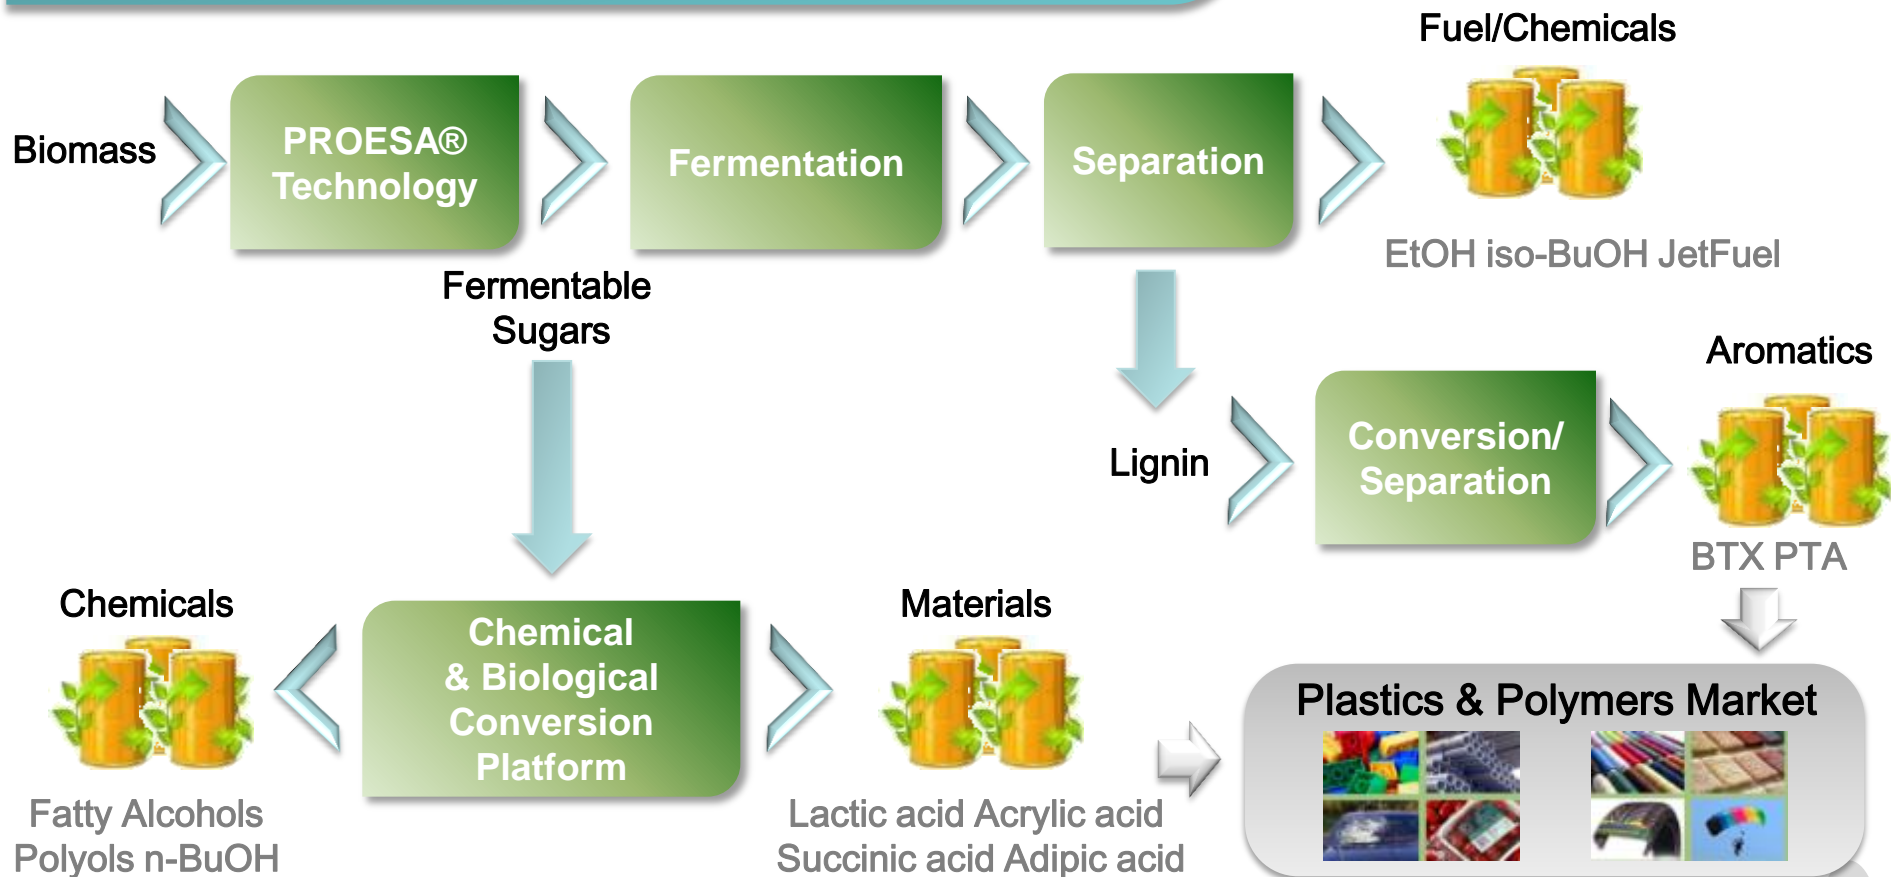 Fuel/Chemicals
Biomass
PROESA®
Technology
Fermentation
Separation
EtOH iso-BuOH JetFuel
Fermentable
Sugars
Aromatics
Lignin
Conversion/
Separation
BTX PTA
Chemicals
Chemical
& Biological
Conversion
Platform
Materials
Plastics & Polymers Market
Fatty Alcohols
Polyols n-BuOH
Lactic acid Acrylic acid
Succinic acid Adipic acid